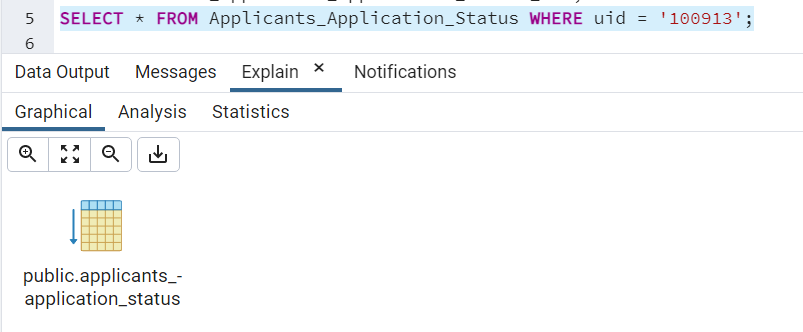 5 SELECT * FROM Applicants_Application_Status WHERE uid = '100913';
6
Data Output Messages Explain × Notifications
Graphical Analysis Statistics
public.applicants_-
application_status